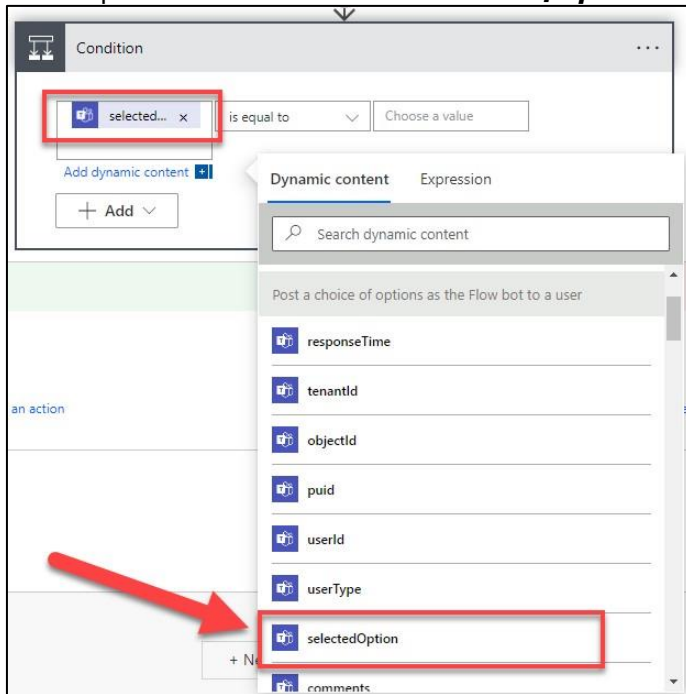 Condition
selected... x
is equal to
Choose a value
Add dynamic content
+ Add
Dynamic content
Expression
Search dynamic content
Post a choice of options as the Flow bot to a user
responseTime
tenantId
objectId
an action
puid
userId
userType
selectedOption
+ Ne
comments